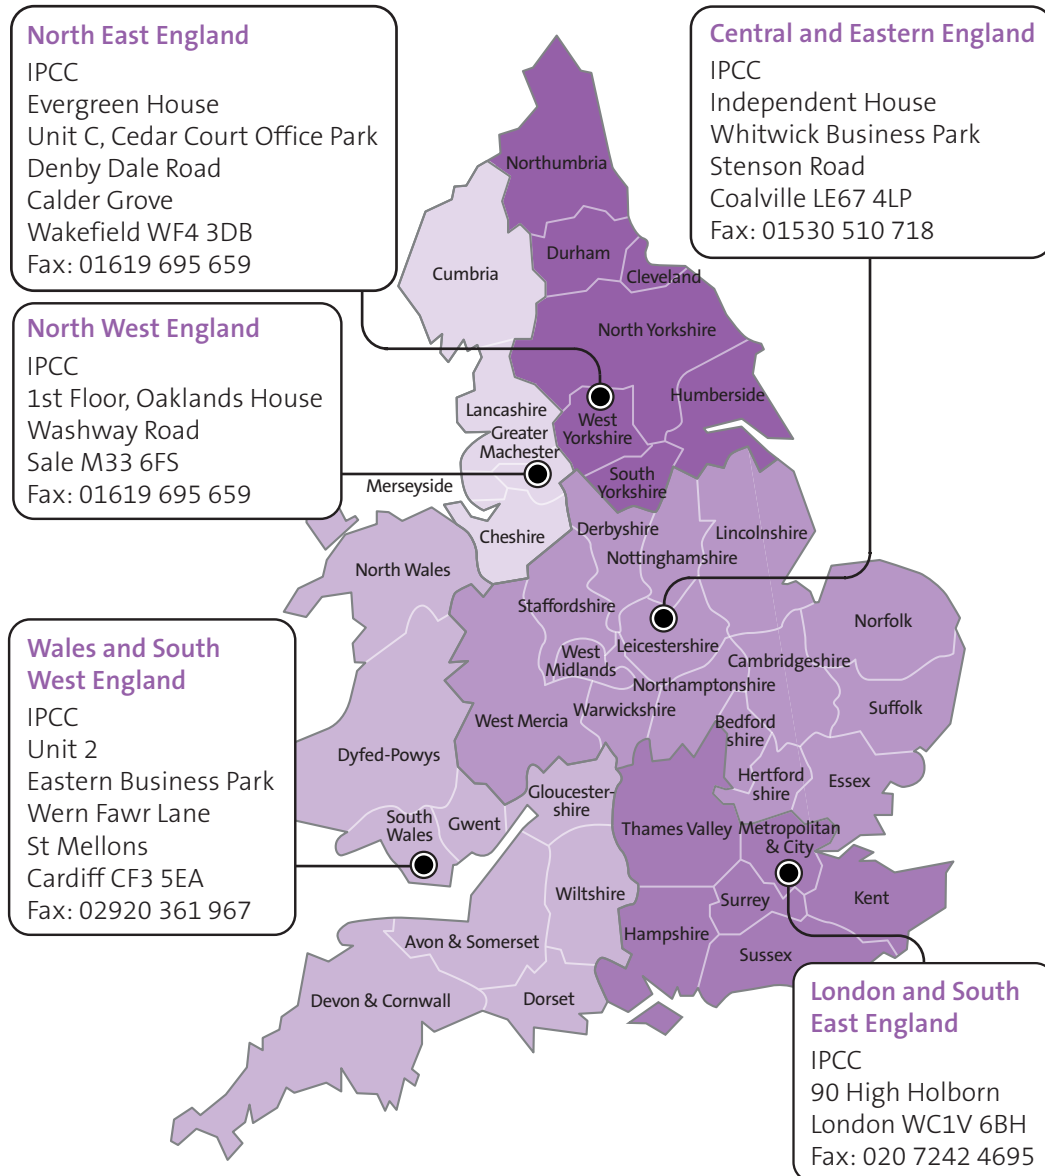 North East England
IPCC
Evergreen House
Unit C, Cedar Court Office Park
Denby Dale Road
Calder Grove
Wakefield WF4 3DB
Fax: 01619 695 659
Central and Eastern England
IPCC
Independent House
Whitwick Business Park
Stenson Road
Coalville LE67 4LP
Fax: 01530 510 718
North West England
IPCC
1st Floor, Oaklands House
Washway Road
Sale M33 6FS
Fax: 01619 695 659
Wales and South
West England
IPCC
Unit 2
Eastern Business Park
Wern Fawr Lane
St Mellons
Cardiff CF3 5EA
Fax: 02920 361 967
London and South
East England
IPCC
90 High Holborn
London WC1V 6BH
Fax: 020 7242 4695
Northumbria
Durham
Cumbria
Cleveland
North Yorkshire
Humberside
Lancashire
West
Yorkshire
Greater
Machester
South
Yorkshire
Merseyside
Cheshire
Derbyshire
Lincolnshire
Nottinghamshire
North Wales
Staffordshire
Norfolk
Leicestershire
West
Midlands
Cambridgeshire
Northamptonshire
Suffolk
Warwickshire
West Mercia
Bedford
shire
Dyfed-Powys
Hertford
shire
Essex
Gloucester-
shire
South
Wales
Gwent
Thames Valley
Metropolitan
& City
Wiltshire
Surrey
Kent
Hampshire
Avon & Somerset
Sussex
Devon & Cornwall
Dorset